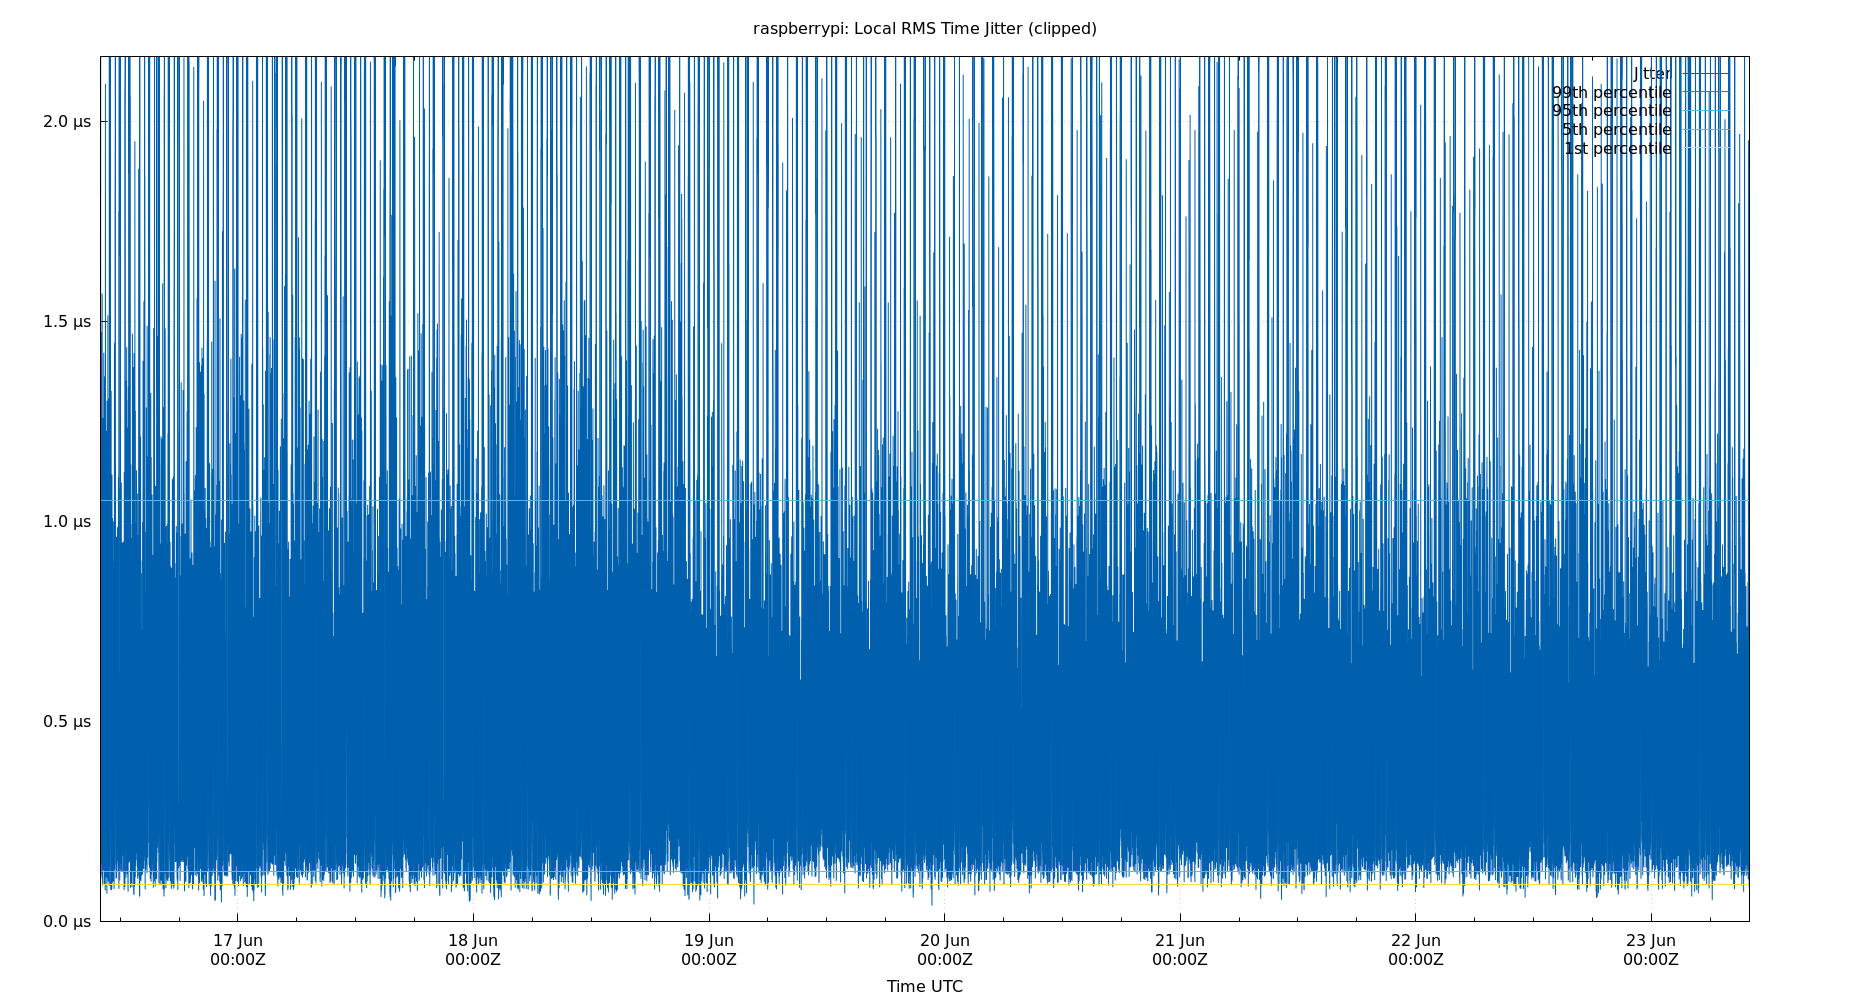 raspberrypi: Local RMS Time Jitter (clipped)
Jitter
99th percentile
95th percentile
5th percentile
1st percentile
2.0 µs
1.5 µs
1.0 µs
0.5 µs
0.0 µs
17 Jun 18 Jun 19 Jun 20 Jun 21 Jun 22 Jun 23 Jun
00:00Z 00:00Z 00:00Z 00:00Z 00:00Z 00:00Z 00:00Z
Time UTC